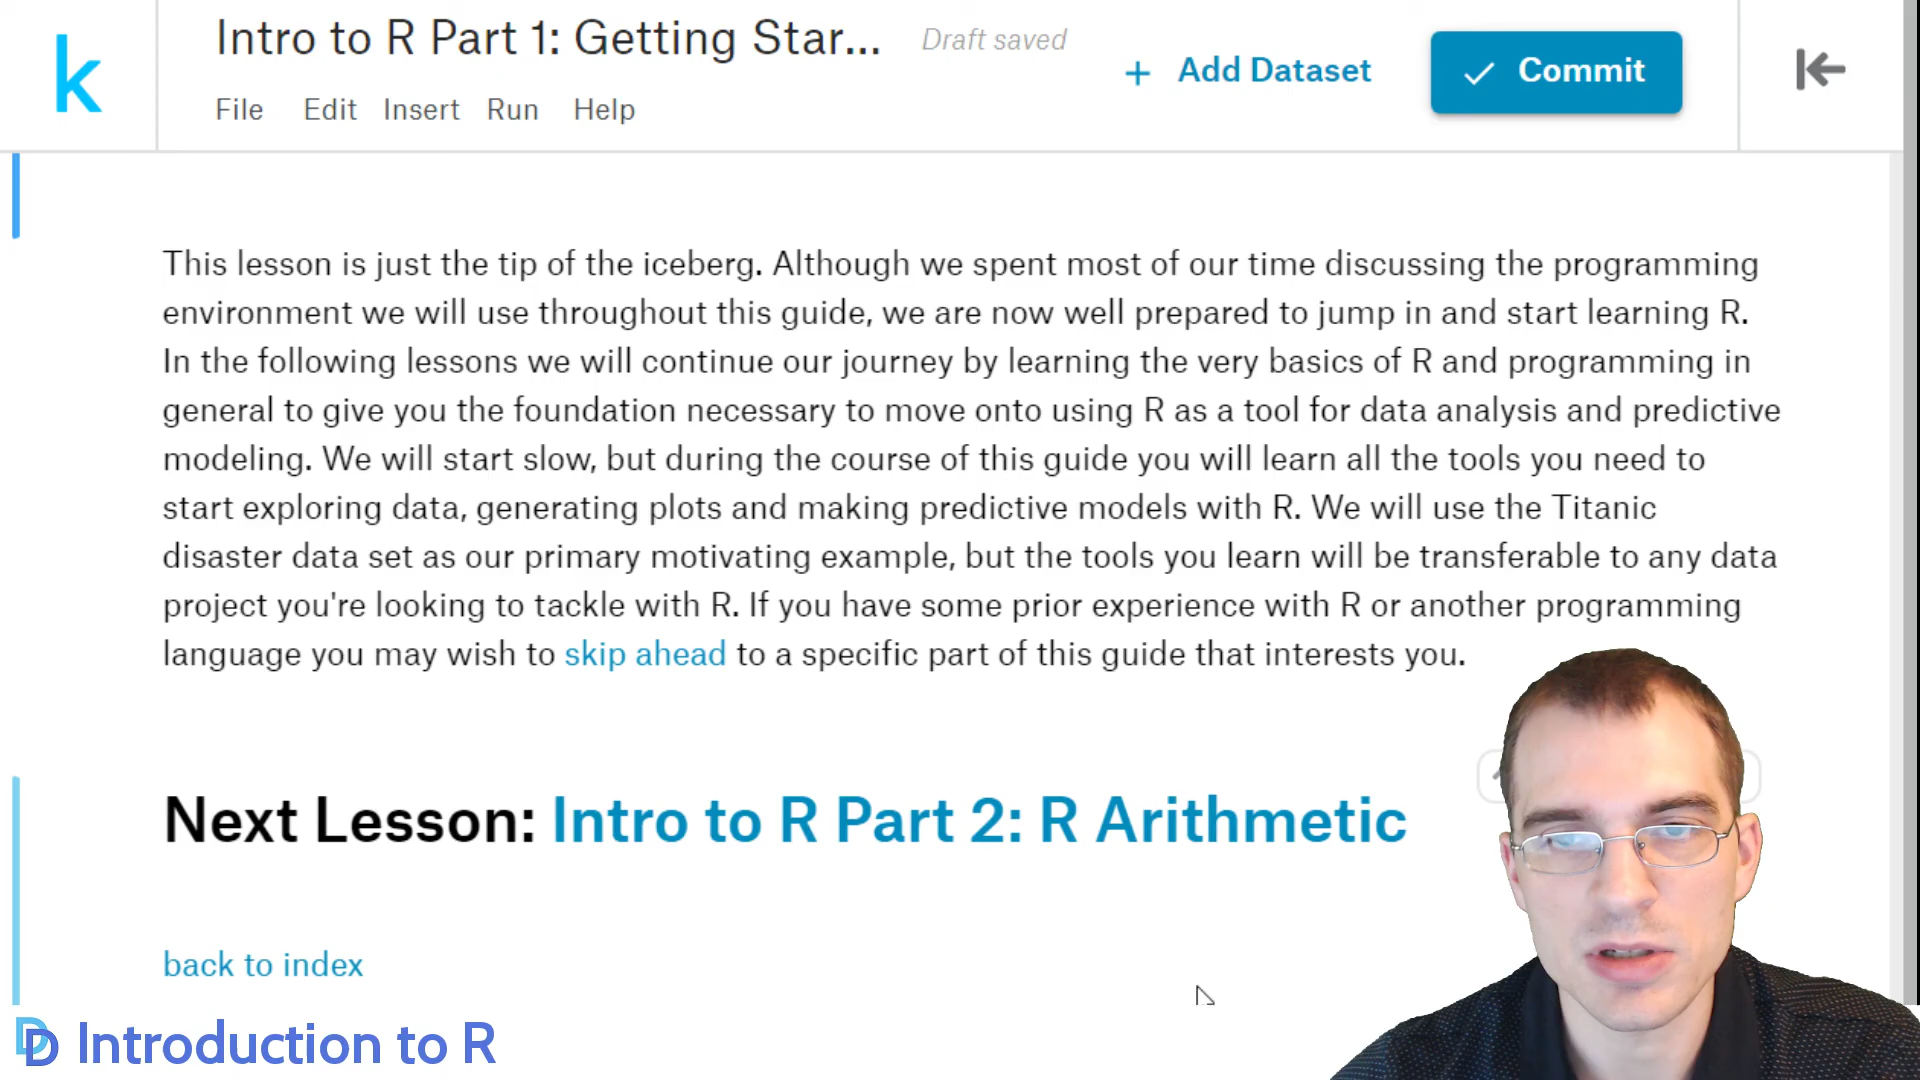 k
Intro to R Part 1: Getting Star...
Draft saved
+ Add Dataset
Commit
File Edit Insert Run Help
This lesson is just the tip of the iceberg. Although we spent most of our time discussing the programming
environment we will use throughout this guide, we are now well prepared to jump in and start learning R.
In the following lessons we will continue our journey by learning the very basics of R and programming in
general to give you the foundation necessary to move onto using R as a tool for data analysis and predictive
modeling. We will start slow, but during the course of this guide you will learn all the tools you need to
start exploring data, generating plots and making predictive models with R. We will use the Titanic
disaster data set as our primary motivating example, but the tools you learn will be transferable to any data
project you're looking to tackle with R. If you have some prior experience with R or another programming
language you may wish to skip ahead to a specific part of this guide that interests you.
Next Lesson: Intro to R Part 2: R Arithmetic
back to index
DD Introduction to R